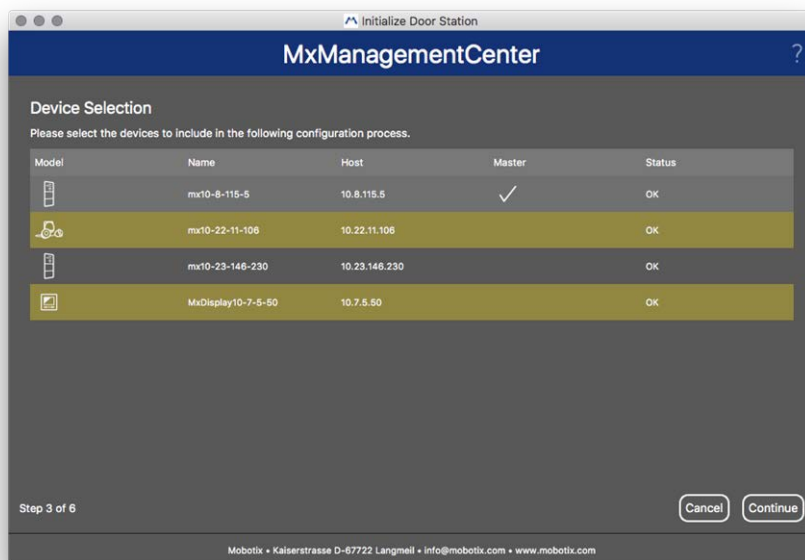 Initialize Door Station
MxManagementCenter ?
Device Selection
Please select the devices to include in the following configuration process.
Model Name Host Master Status
mx10-8-115-5 10.8.115.5 OK
mx10-22-11-106 10.22.11.106 OK
mx10-23-146-230 10.23.146.230 OK
MxDisplay10-7-5-50 10.7.5.50 OK
Step 3 of 6 Cancel Continue
Mobotix • Kaiserstrasse D-67722 Langmeil • info@mobotix.com • www.mobotix.com